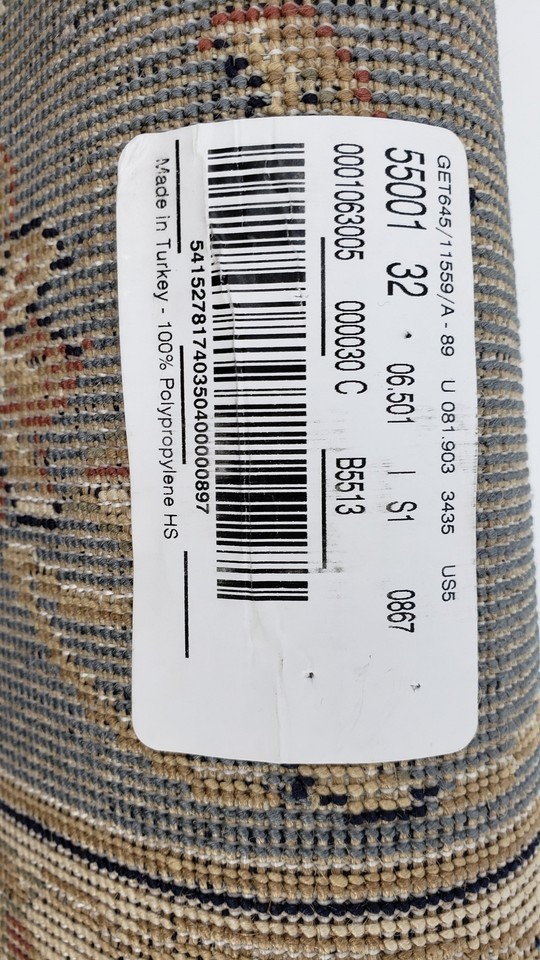 GET645/11559/A - 89 U 081.903 3435 US5
55001 32 . 06.501 | S1 0867
0001063005 000030 C B5513
541527817403504000000897
Made in Turkey - 100% Polypropylene HS